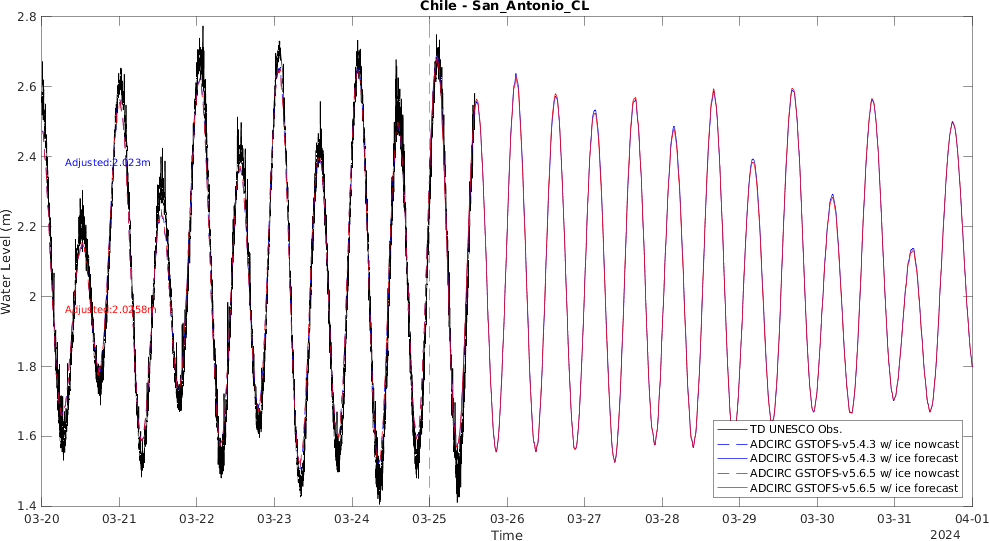 Chile - San_Antonio_CL
2.8
2.6
2.4
2.2
2
1.8
1.6
1.4
Water Level (m)
Adjusted:2.023m
Adjusted:2.0258m
TD UNESCO Obs.
ADCIRC GSTOFS-v5.4.3 w/ ice nowcast
ADCIRC GSTOFS-v5.4.3 w/ ice forecast
ADCIRC GSTOFS-v5.6.5 w/ ice nowcast
ADCIRC GSTOFS-v5.6.5 w/ ice forecast
03-20 03-21 03-22 03-23 03-24 03-25 03-26 03-27 03-28 03-29 03-30 03-31 04-01
Time
2024